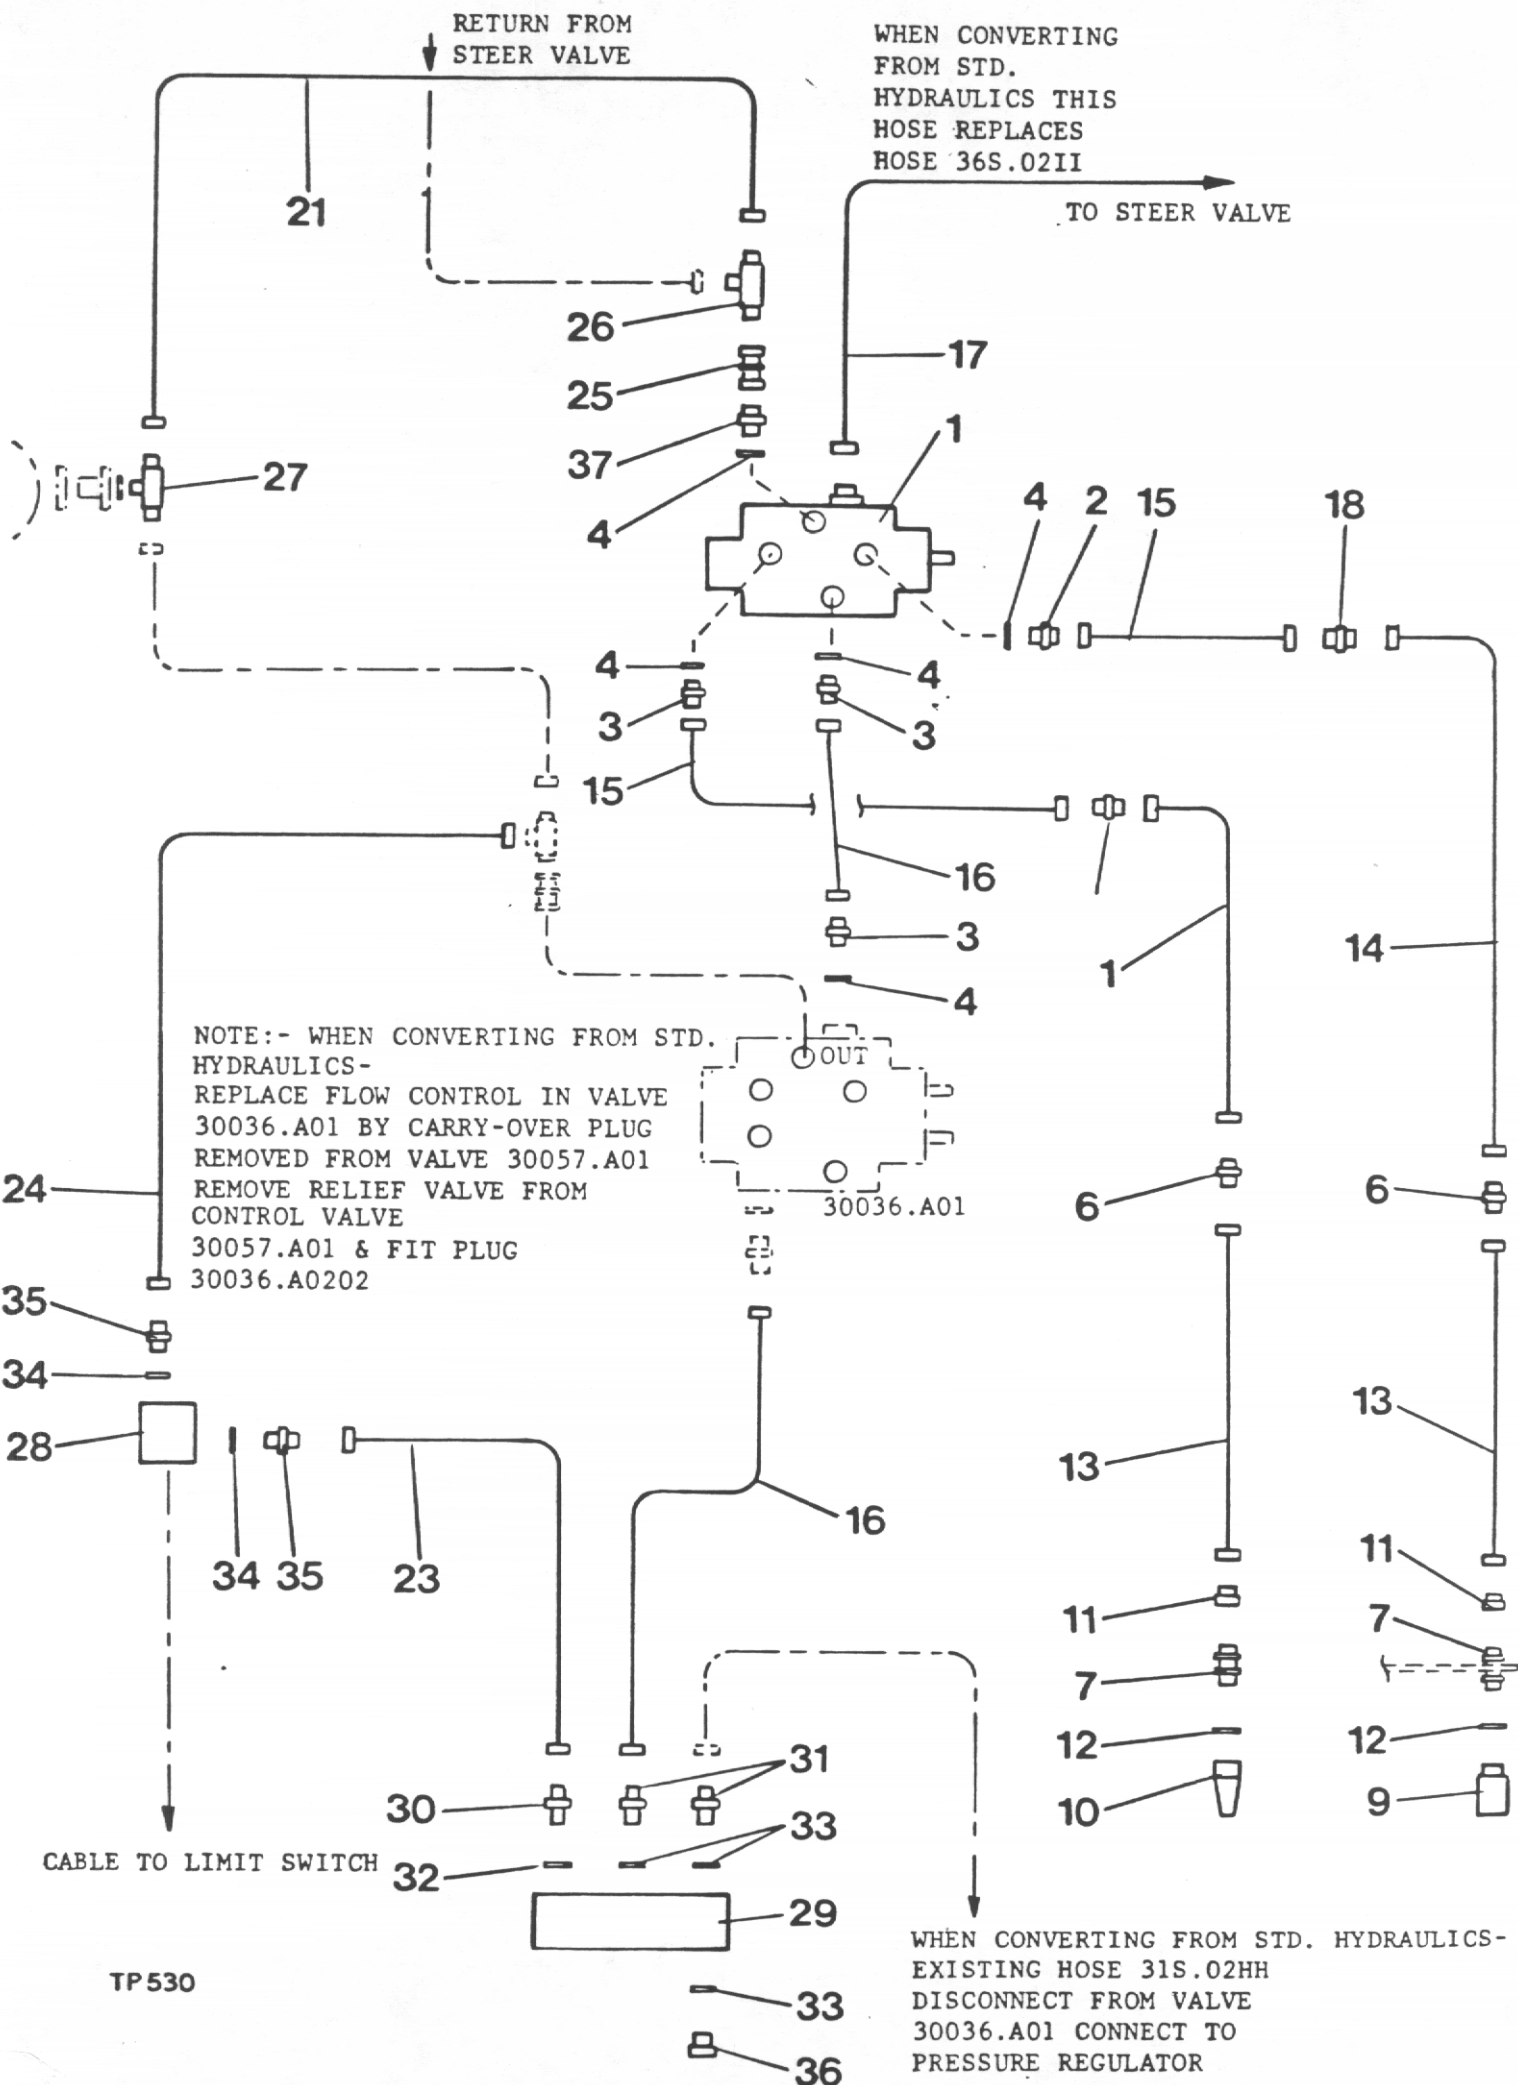 RETURN FROM
STEER VALVE
WHEN CONVERTING
FROM STD.
HYDRAULICS THIS
HOSE REPLACES
HOSE 36S.02II
TO STEER VALVE
21
26
25
37
4
17
1
27
4 2 15 18
4
3
4
3
15
16
3
4
1
14
NOTE:- WHEN CONVERTING FROM STD.
HYDRAULICS-
REPLACE FLOW CONTROL IN VALVE
30036.A01 BY CARRY-OVER PLUG
REMOVED FROM VALVE 30057.A01
REMOVE RELIEF VALVE FROM
CONTROL VALVE
30057.A01 & FIT PLUG
30036.A0202
OUT
30036.A01
24
35
34
28
34 35 23
16
6
6
13
13
11
11
7
7
12
12
10
9
31
30
33
32
29
CABLE TO LIMIT SWITCH
33
36
WHEN CONVERTING FROM STD. HYDRAULICS-
EXISTING HOSE 31S.02HH
DISCONNECT FROM VALVE
30036.A01 CONNECT TO
PRESSURE REGULATOR
TP530